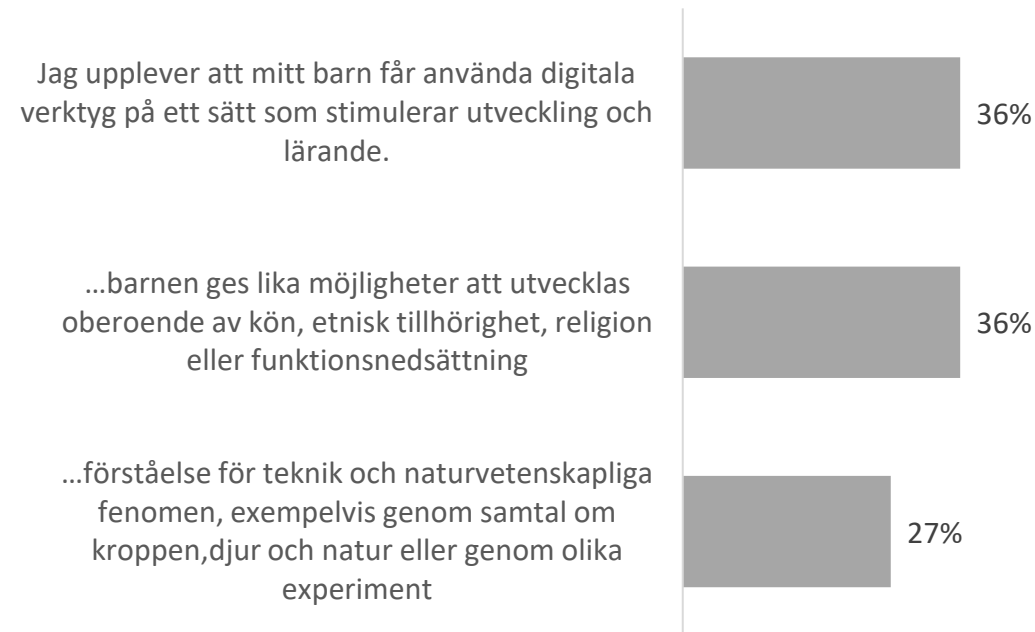 Jag upplever att mitt barn får använda digitala
verktyg på ett sätt som stimulerar utveckling och
lärande.
36%
…barnen ges lika möjligheter att utvecklas
oberoende av kön, etnisk tillhörighet, religion
eller funktionsnedsättning
36%
…förståelse för teknik och naturvetenskapliga
fenomen, exempelvis genom samtal om
kroppen,djur och natur eller genom olika
experiment
27%